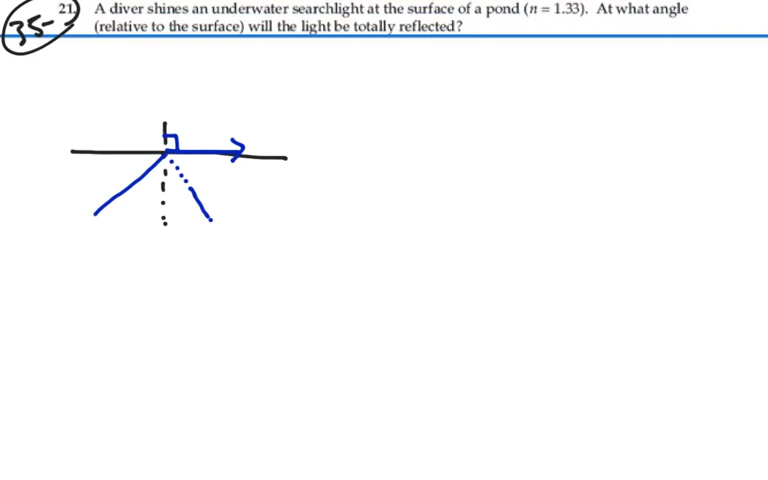 35-
21. A diver shines an underwater searchlight at the surface of a pond (n = 1.33). At what angle
(relative to the surface) will the light be totally reflected?